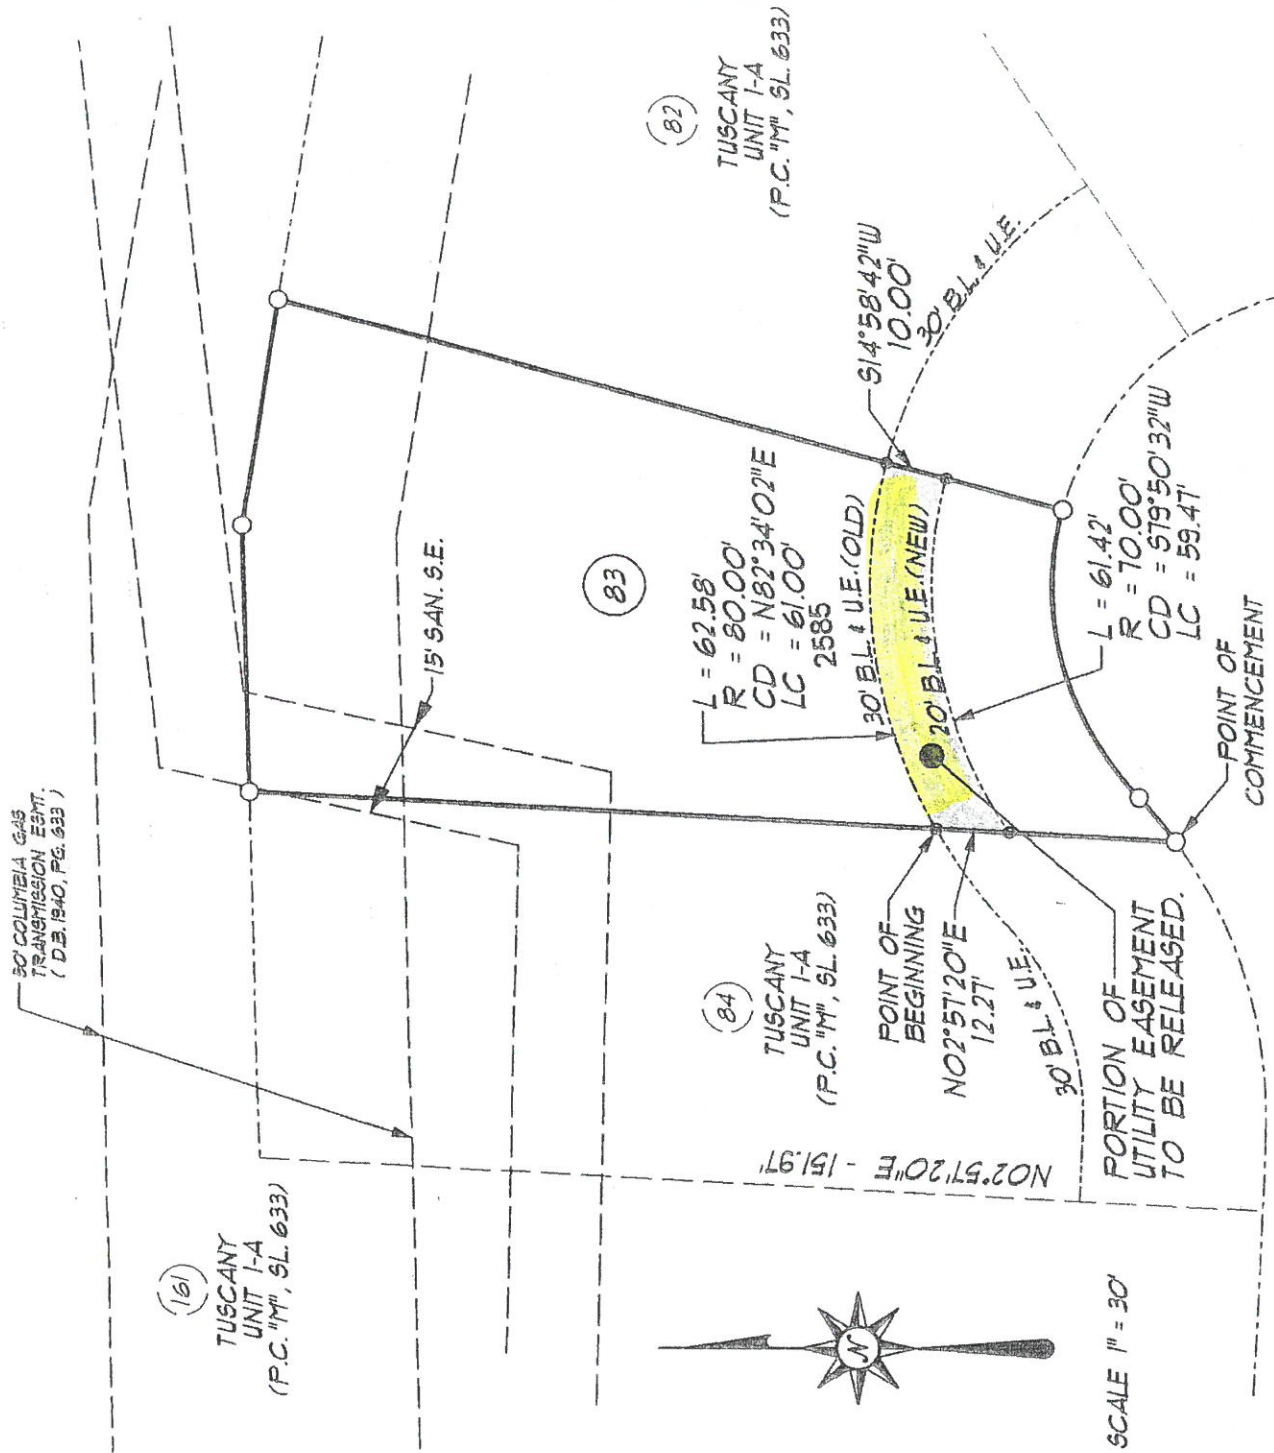 30' COLUMBIA GAS
TRANSMISSION ESMT.
( D.B. 1840, PG. 633 )
161
TUSCANY
UNIT 1-A
(P.C. "M", SL. 633)
15' SAN. S.E.
82
TUSCANY
UNIT 1-A
(P.C. "M", SL. 633)
83
L = 62.58'
R = 80.00'
CD = N82°34'02"E
LC = 61.00'
2585
30' B.L. & U.E. (OLD)
20' B.L. & U.E. (NEW)
S14°58'42"W
10.00'
30' B.L. & U.E.
L = 61.42'
R = 70.00'
CD = S79°50'32"W
LC = 59.47'
84
TUSCANY
UNIT 1-A
(P.C. "M", SL. 633)
POINT OF
BEGINNING
N02°57'20"E
12.27'
30' B.L. & U.E.
N02°57'20"E - 151.97'
PORTION OF
UTILITY EASEMENT
TO BE RELEASED.
POINT OF
COMMENCEMENT
N
SCALE 1" = 30'